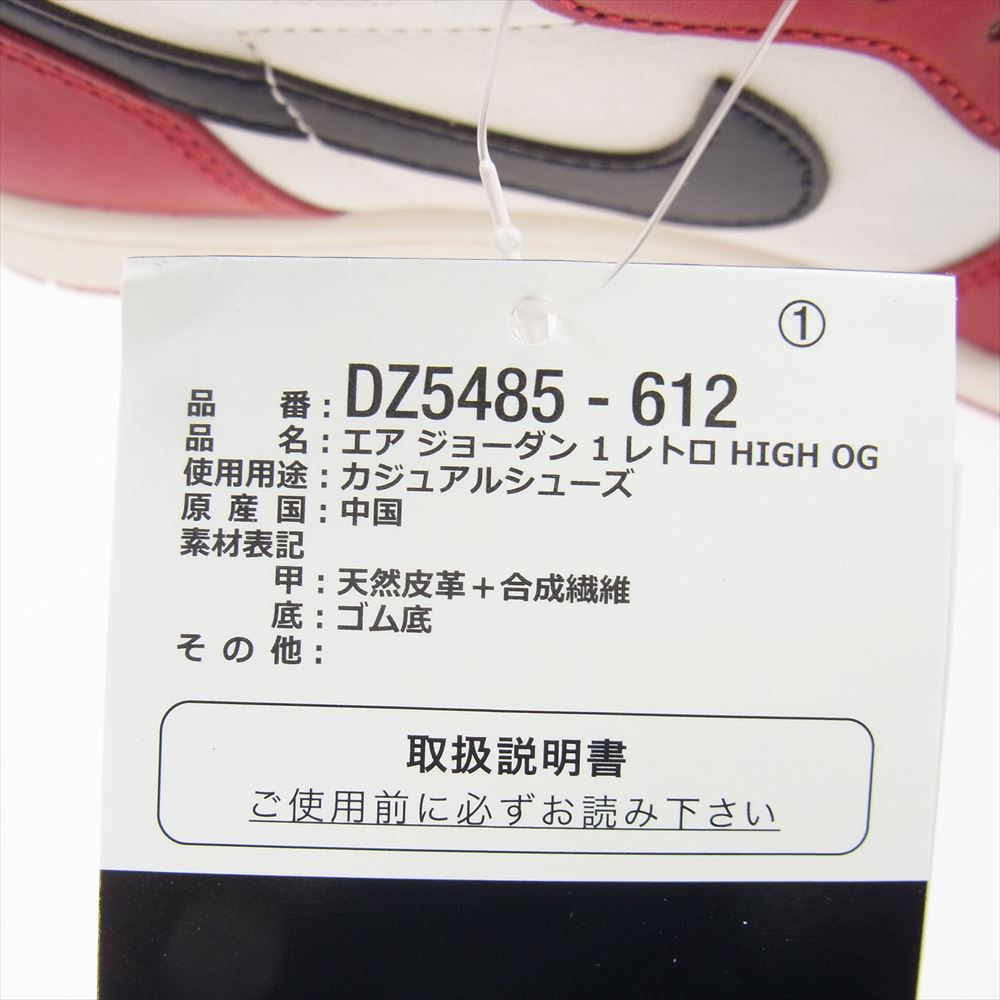 ①
品番：DZ5485 - 612
品名：エア ジョーダン 1 レトロ HIGH OG
使用用途：カジュアルシューズ
原産国：中国
素材表記
甲：天然皮革＋合成繊維
底：ゴム底
その他：
取扱説明書
ご使用前に必ずお読み下さい